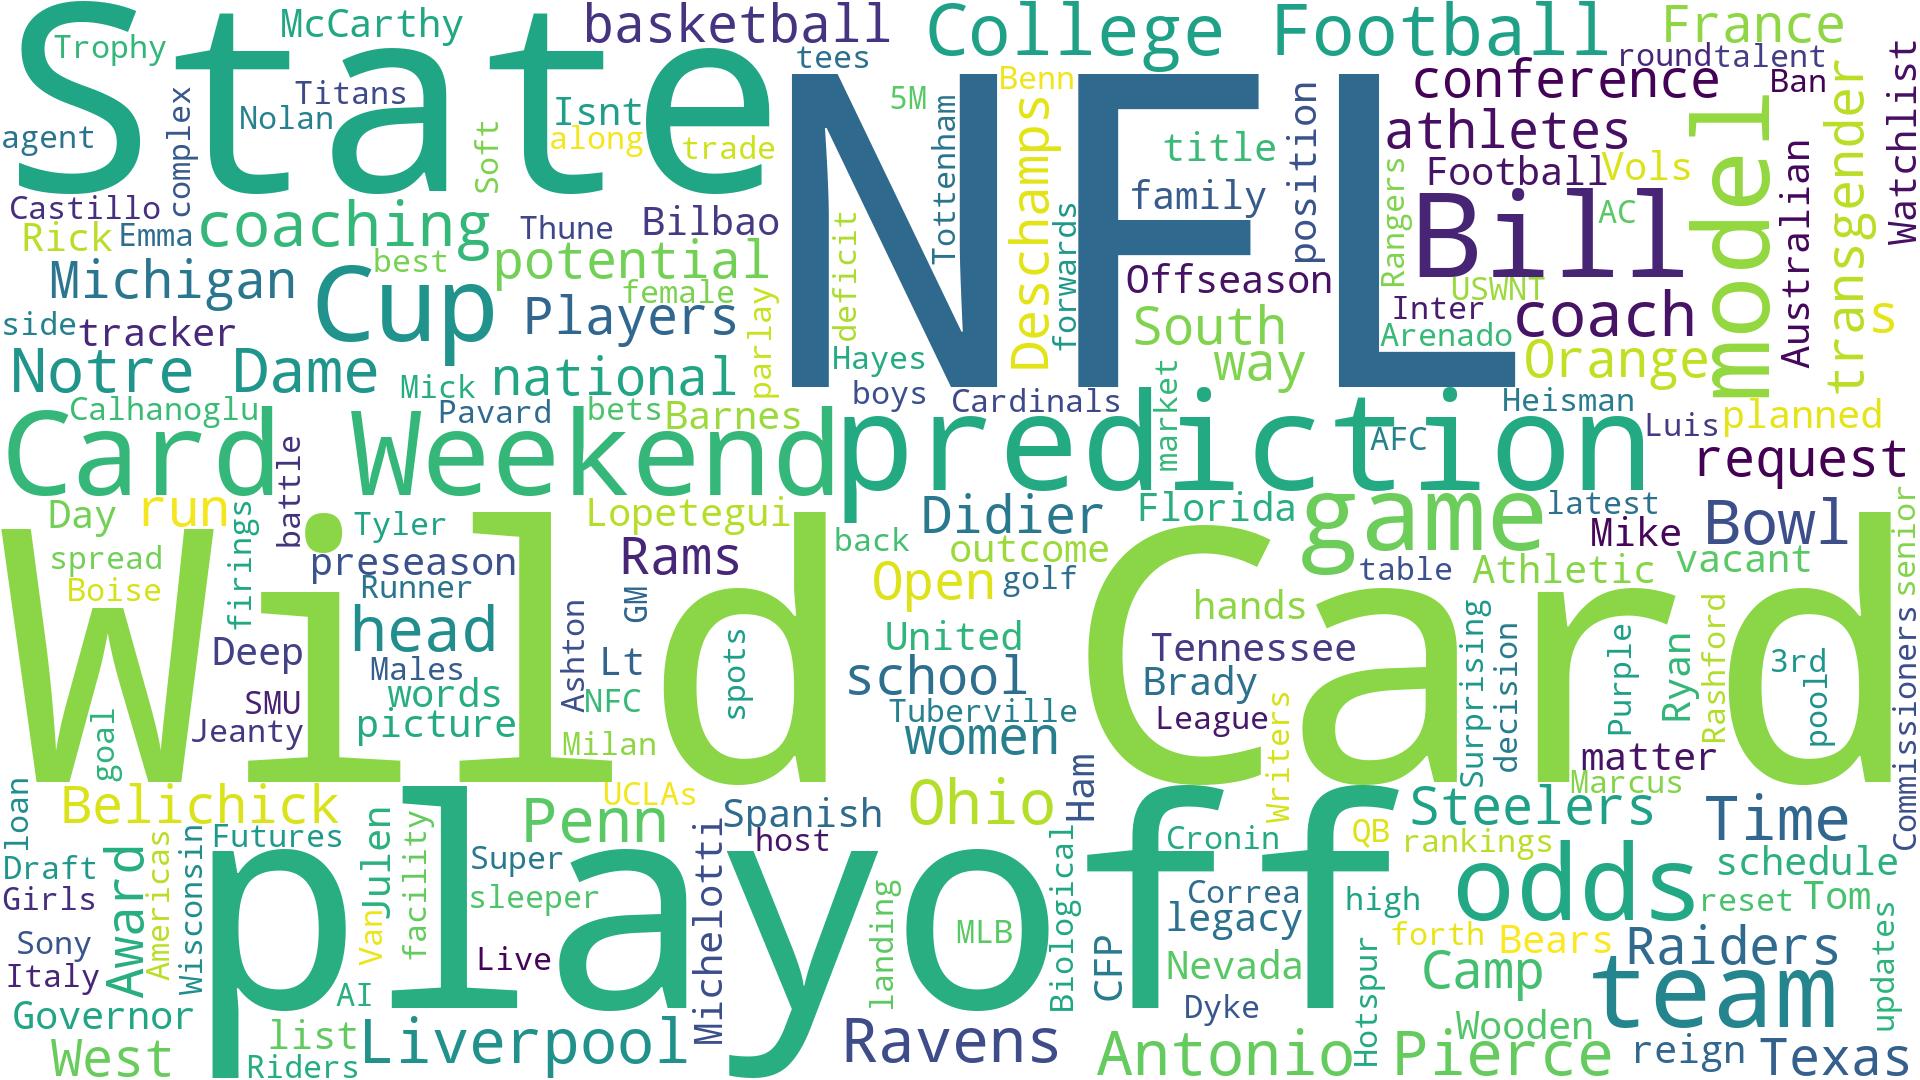 State
NFL
Trophy
McCarthy
basketball
College Football
France
tees
round
talent
Titans
Nolan
complex
agent
Soft
Isnt
along
trade
5M
Benn
Tottenham
Deschamps
title
position
conference
Ban
athletes
Football
Vols
model
transgender
Watchlist
Australian
family
forwards
Rangers
Bill
AC
Castillo
Rick
Emma
coaching
Thune
Bilbao
deficit
Michigan
best
potential
female
Cup
Players
parlay
Offseason
USWNT
Inter
coach
Arenado
South
way
Orange
s
side
tracker
Notre Dame
Mick
national
Hayes
boys
Cardinals
market
Heisman
Luis
planned
Calhanoglu
Pavard
bets
Barnes
Card Weekend
prediction
AFC
request
battle
Day
run
firings
Tyler
Lopetegui
Didier
Florida
game
latest
Mike
Bowl
senior
spread
Boise
preseason
Runner
Rams
back
outcome
Open
golf
table
Athletic
vacant
Wild Card
head
Ashton
GM
hands
Deep
Males
Lt
spots
United
school
Tennessee
Brady
Surprising
decision
Purple
Ryan
Rashford
3rd
pool
Commissioners
SMU
words
NFC
Jeanty
picture
Milan
Tuberville
women
League
Writers
matter
Marcus
goal
loan
Belichick
UCLAs
Penn
Spanish
host
Ohio
Ham
Steelers
Time
Futures
Julen
facility
Super
sleeper
Michelotti
Biological
Cronin
QB
rankings
schedule
Draft
Girls
Award
Americas
Wisconsin
playoff
Van
landing
MLB
CFP
Correa
legacy
high
odds
reset
Tom
Sony
Italy
Live
AI
Nevada
Hotspur
forth
Bears
Raiders
updates
Governor
Camp
team
Dyke
West
list
Riders
Liverpool
Ravens
Antonio
Wooden
Pierce
reign
Texas